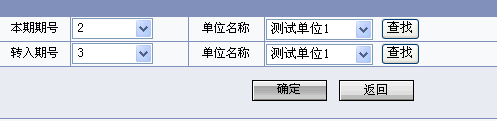 本期期号 2 单位名称 测试单位1 查找
转入期号 3 单位名称 测试单位1 查找
确定 返回